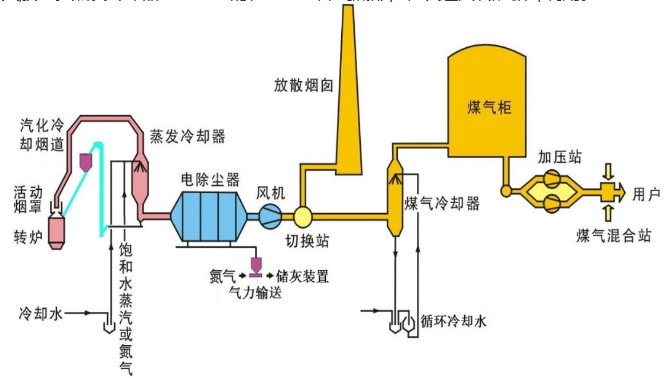 放散烟囱
煤气柜
汽化冷
却烟道
蒸发冷却器
加压站
电除尘器
风机
活动
烟罩
用户
煤气冷却器
转炉
切换站
煤气混合站
饱和水蒸汽或氮气
氮气
储灰装置
气力输送
冷却水
循环冷却水